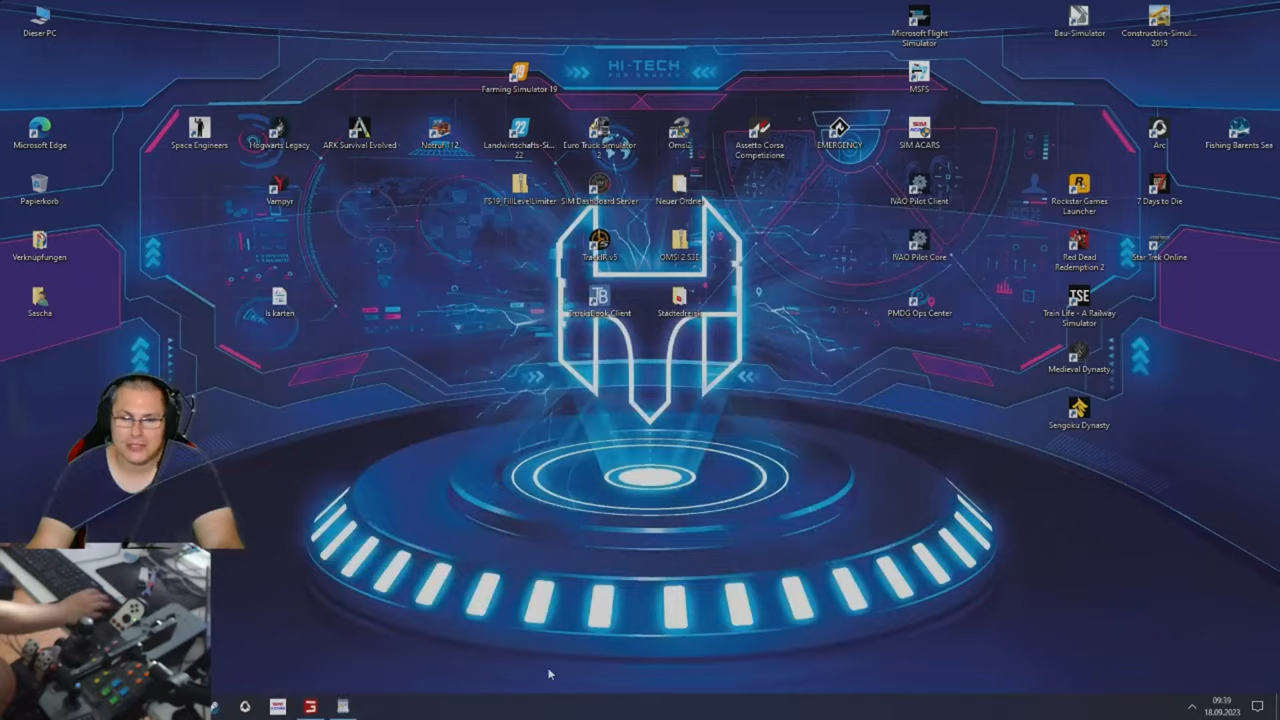 Dieser PC
Microsoft Flight
Simulator
Bau-Simulator
Construction-Simul...
2015
HI-TECH
FOR GAMERS
Farming Simulator 19
MSFS
Microsoft Edge
Space Engineers
Hogwarts Legacy
ARK Survival Evolved
Notruf 112
Landwirtschafts-Si...
22
Euro Truck Simulator
2
Omsi2
Assetto Corsa
Competizione
EMERGENCY
SIM ACARS
Arc
Fishing Barents Sea
Papierkorb
Vampyr
FS19_FillLevelLimiter
SIM Dashboard Server
Neuer Ordner
IVAO Pilot Client
Rockstar Games
Launcher
7 Days to Die
Verknüpfungen
TrackIR v5
OMSI 2 S3E
IVAO Pilot Core
Red Dead
Redemption 2
Star Trek Online
Sascha
ls karten
TrucksBook Client
Städtedreieck
PMDG Ops Center
Train Life - A Railway
Simulator
Medieval Dynasty
Sengoku Dynasty
09:39
18.09.2023